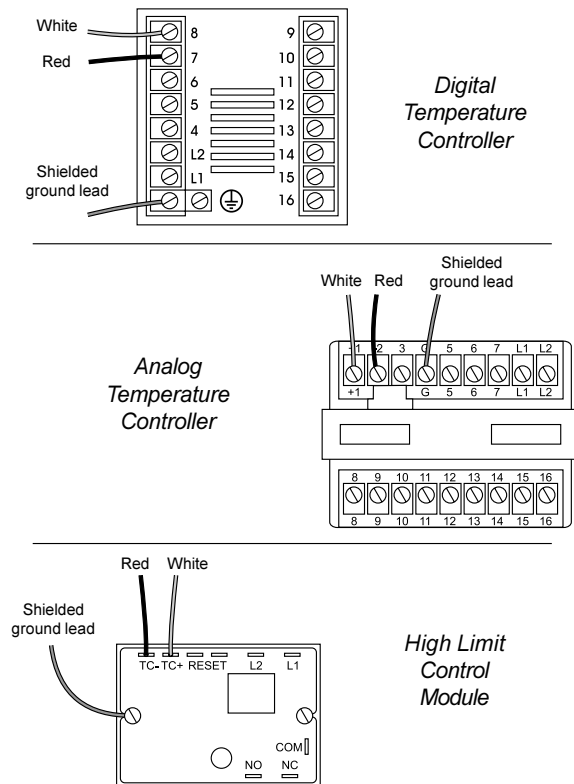 White
8
9
Red
7
10
6
11
5
12
4
13
L2
14
Shielded
ground lead
L1
15
16
Digital
Temperature
Controller
Shielded
ground lead
White Red
Analog
Temperature
Controller
+1 -2 3 G 5 6 7 L1 L2
+1 G 5 6 7 L1 L2
8 9 10 11 12 13 14 15 16
8 9 10 11 12 13 14 15 16
Red White
Shielded
ground lead
TC- TC+ RESET L2 L1
COM
NO NC
High Limit
Control
Module